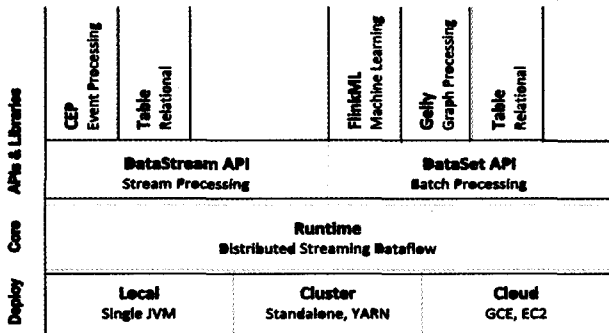 APIs & Libraries
CEP
Event Processing
Table
Relational
FlinkML
Machine Learning
Gelly
Graph Processing
Table
Relational
DataStream API
Stream Processing
DataSet API
Batch Processing
Core
Runtime
Distributed Streaming Dataflow
Deploy
Local
Single JVM
Cluster
Standalone, YARN
Cloud
GCE, EC2